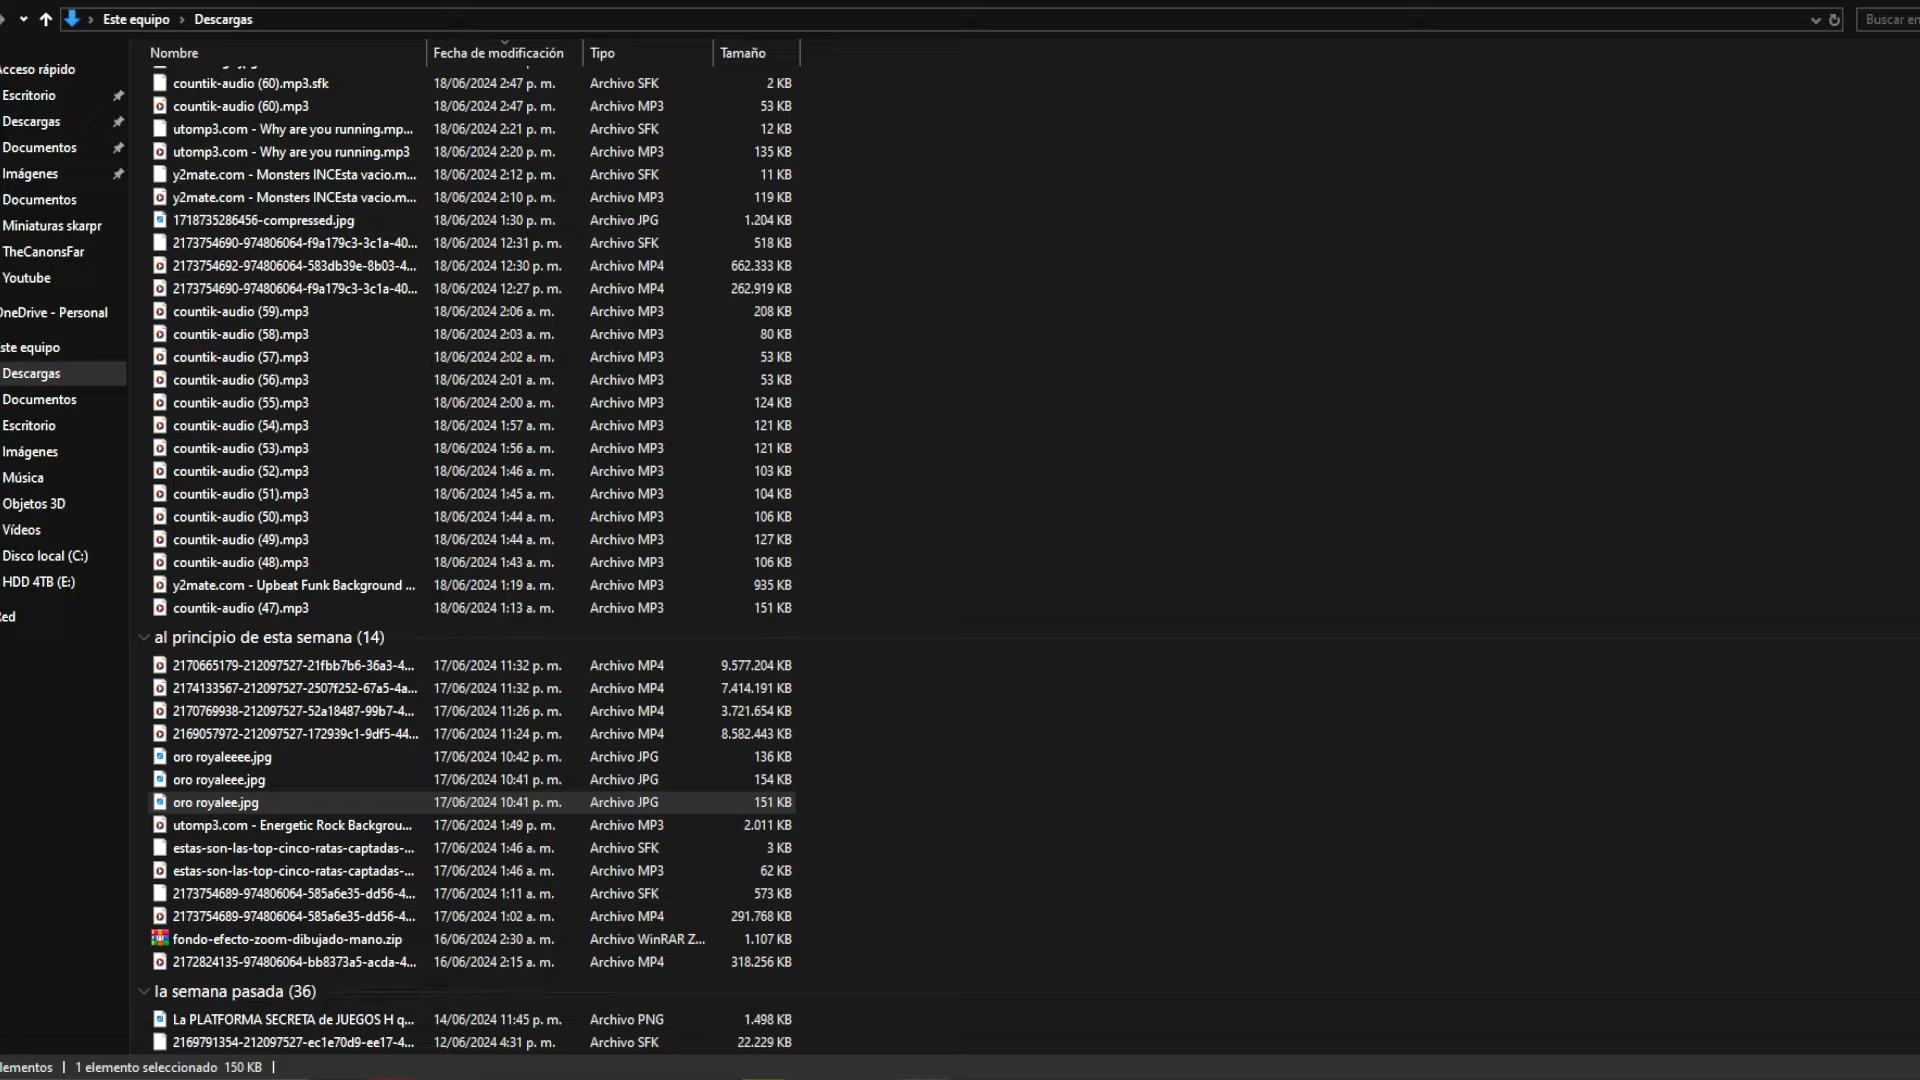 Este equipo > Descargas
Buscar en
Nombre Fecha de modificación Tipo Tamaño
Acceso rápido
Escritorio
Descargas
Documentos
Imágenes
Documentos
Miniaturas skarpr
TheCanonsFar
Youtube
OneDrive - Personal
ste equipo
Descargas
Documentos
Escritorio
Imágenes
Música
Objetos 3D
Vídeos
Disco local (C:)
HDD 4TB (E:)
ed
countik-audio (60).mp3.sfk 18/06/2024 2:47 p. m. Archivo SFK 2 KB
countik-audio (60).mp3 18/06/2024 2:47 p. m. Archivo MP3 53 KB
utomp3.com - Why are you running.mp... 18/06/2024 2:21 p. m. Archivo SFK 12 KB
utomp3.com - Why are you running.mp3 18/06/2024 2:20 p. m. Archivo MP3 135 KB
y2mate.com - Monsters INCEsta vacio.m... 18/06/2024 2:12 p. m. Archivo SFK 11 KB
y2mate.com - Monsters INCEsta vacio.m... 18/06/2024 2:10 p. m. Archivo MP3 119 KB
1718735286456-compressed.jpg 18/06/2024 1:30 p. m. Archivo JPG 1.204 KB
2173754690-974806064-f9a179c3-3c1a-40... 18/06/2024 12:31 p. m. Archivo SFK 518 KB
2173754692-974806064-583db39e-8b03-4... 18/06/2024 12:30 p. m. Archivo MP4 662.333 KB
2173754690-974806064-f9a179c3-3c1a-40... 18/06/2024 12:27 p. m. Archivo MP4 262.919 KB
countik-audio (59).mp3 18/06/2024 2:06 a. m. Archivo MP3 208 KB
countik-audio (58).mp3 18/06/2024 2:03 a. m. Archivo MP3 80 KB
countik-audio (57).mp3 18/06/2024 2:02 a. m. Archivo MP3 53 KB
countik-audio (56).mp3 18/06/2024 2:01 a. m. Archivo MP3 53 KB
countik-audio (55).mp3 18/06/2024 2:00 a. m. Archivo MP3 124 KB
countik-audio (54).mp3 18/06/2024 1:57 a. m. Archivo MP3 121 KB
countik-audio (53).mp3 18/06/2024 1:56 a. m. Archivo MP3 121 KB
countik-audio (52).mp3 18/06/2024 1:46 a. m. Archivo MP3 103 KB
countik-audio (51).mp3 18/06/2024 1:45 a. m. Archivo MP3 104 KB
countik-audio (50).mp3 18/06/2024 1:44 a. m. Archivo MP3 106 KB
countik-audio (49).mp3 18/06/2024 1:44 a. m. Archivo MP3 127 KB
countik-audio (48).mp3 18/06/2024 1:43 a. m. Archivo MP3 106 KB
y2mate.com - Upbeat Funk Background ... 18/06/2024 1:19 a. m. Archivo MP3 935 KB
countik-audio (47).mp3 18/06/2024 1:13 a. m. Archivo MP3 151 KB
al principio de esta semana (14)
2170665179-212097527-21fbb7b6-36a3-4... 17/06/2024 11:32 p. m. Archivo MP4 9.577.204 KB
2174133567-212097527-2507f252-67a5-4a... 17/06/2024 11:32 p. m. Archivo MP4 7.414.191 KB
2170769938-212097527-52a18487-99b7-4... 17/06/2024 11:26 p. m. Archivo MP4 3.721.654 KB
2169057972-212097527-172939c1-9df5-44... 17/06/2024 11:24 p. m. Archivo MP4 8.582.443 KB
oro royaleeee.jpg 17/06/2024 10:42 p. m. Archivo JPG 136 KB
oro royaleee.jpg 17/06/2024 10:41 p. m. Archivo JPG 154 KB
oro royalee.jpg 17/06/2024 10:41 p. m. Archivo JPG 151 KB
utomp3.com - Energetic Rock Backgrou... 17/06/2024 1:49 p. m. Archivo MP3 2.011 KB
estas-son-las-top-cinco-ratas-captadas-... 17/06/2024 1:46 a. m. Archivo SFK 3 KB
estas-son-las-top-cinco-ratas-captadas-... 17/06/2024 1:46 a. m. Archivo MP3 62 KB
2173754689-974806064-585a6e35-dd56-4... 17/06/2024 1:11 a. m. Archivo SFK 573 KB
2173754689-974806064-585a6e35-dd56-4... 17/06/2024 1:02 a. m. Archivo MP4 291.768 KB
fondo-efecto-zoom-dibujado-mano.zip 16/06/2024 2:30 a. m. Archivo WinRAR Z... 1.107 KB
2172824135-974806064-bb8373a5-acda-4... 16/06/2024 2:15 a. m. Archivo MP4 318.256 KB
la semana pasada (36)
La PLATFORMA SECRETA de JUEGOS H q... 14/06/2024 11:45 p. m. Archivo PNG 1.498 KB
2169791354-212097527-ec1e70d9-ee17-4... 12/06/2024 4:31 p. m. Archivo SFK 22.229 KB
lementos | 1 elemento seleccionado 150 KB |